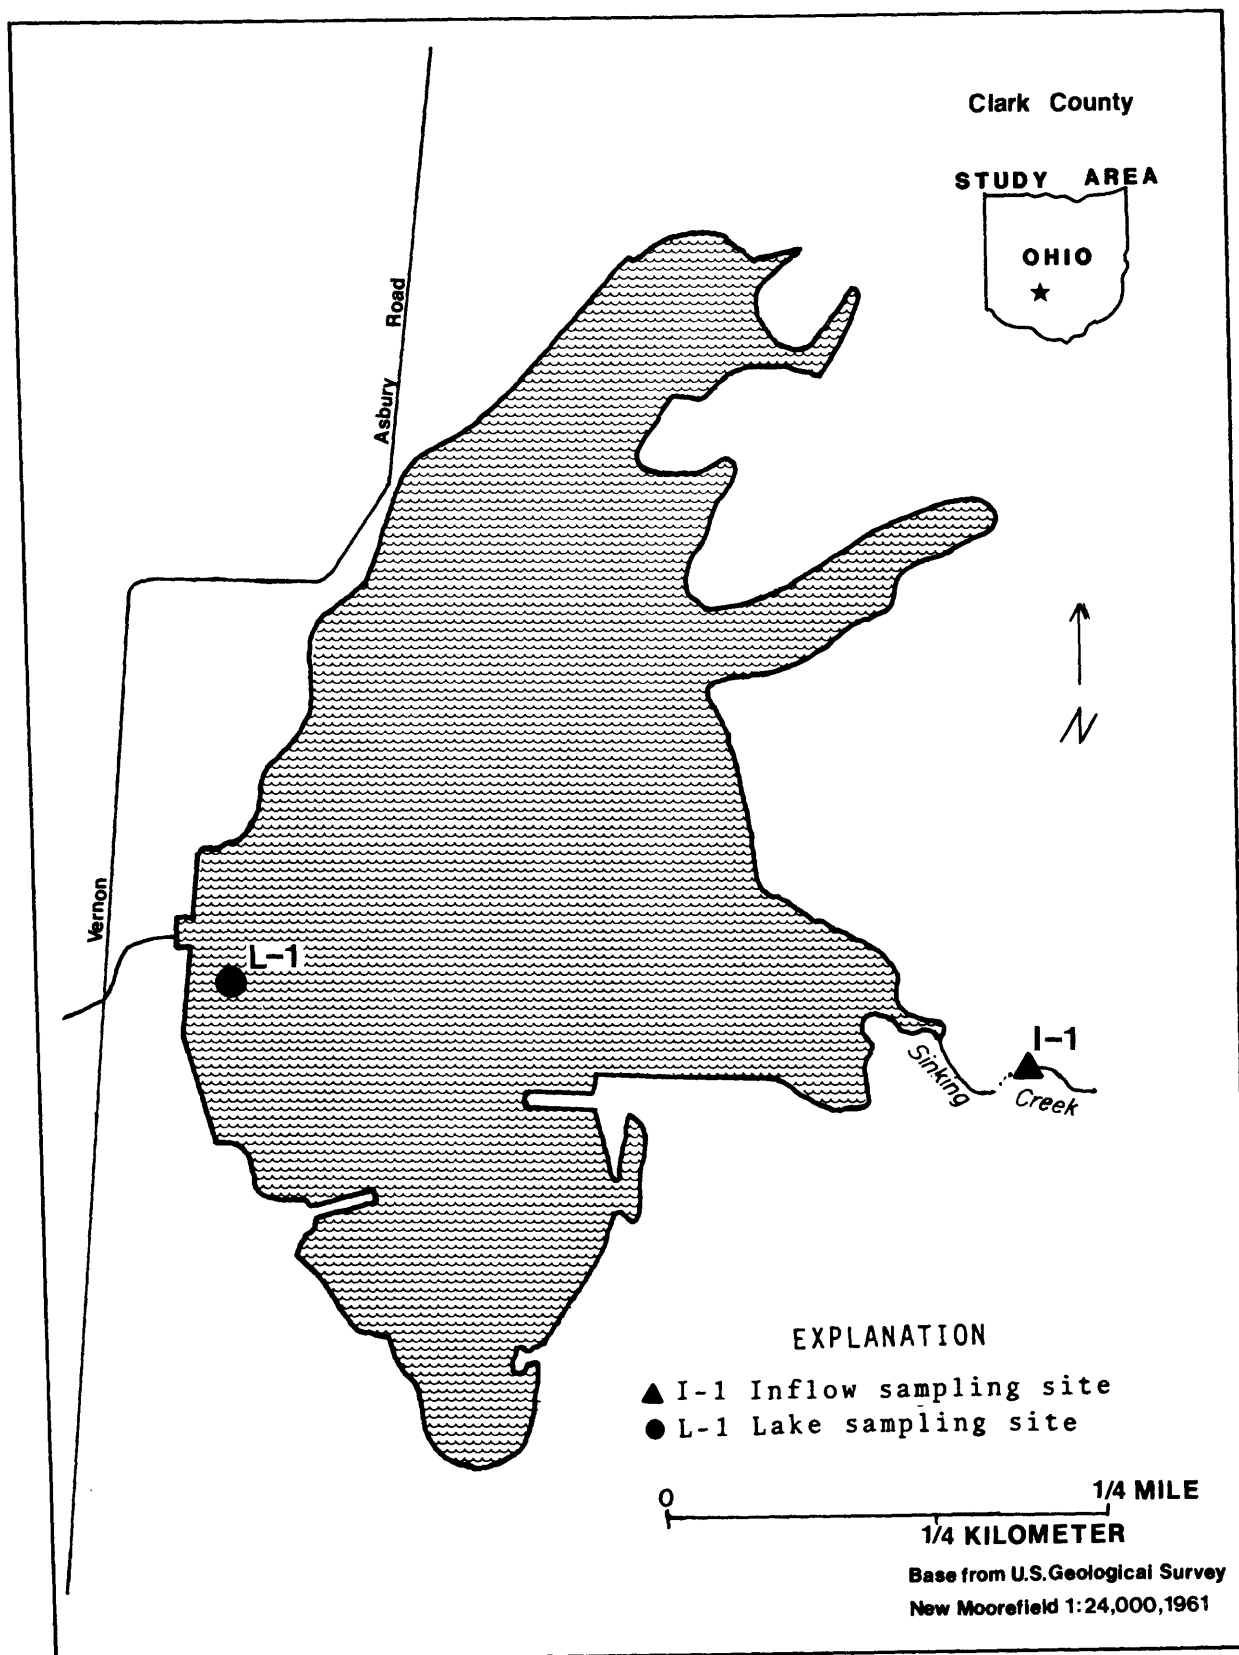 Clark County
STUDY AREA
OHIO
Asbury Road
N
Vernon
L-1
I-1
Sinking
Creek
EXPLANATION
I-1 Inflow sampling site
L-1 Lake sampling site
0
1/4 MILE
1/4 KILOMETER
Base from U.S.Geological Survey
New Moorefield 1:24,000,1961